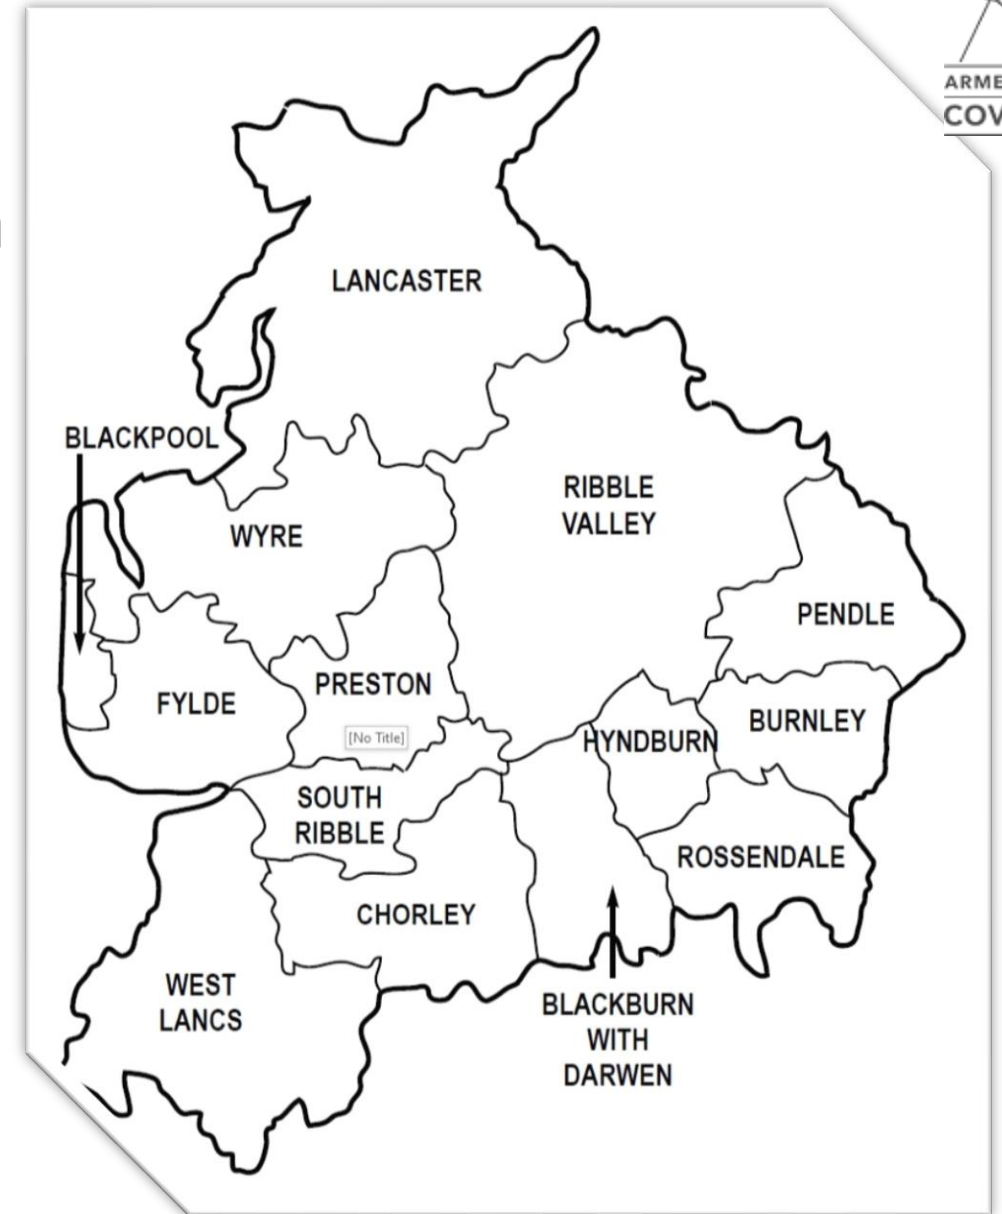 ARME
COV
LANCASTER
BLACKPOOL
RIBBLE
VALLEY
WYRE
PENDLE
PRESTON
FYLDE
BURNLEY
[No Title]
HYNDBURN
SOUTH
RIBBLE
ROSSENDALE
CHORLEY
WEST
LANCS
BLACKBURN
WITH
DARWEN